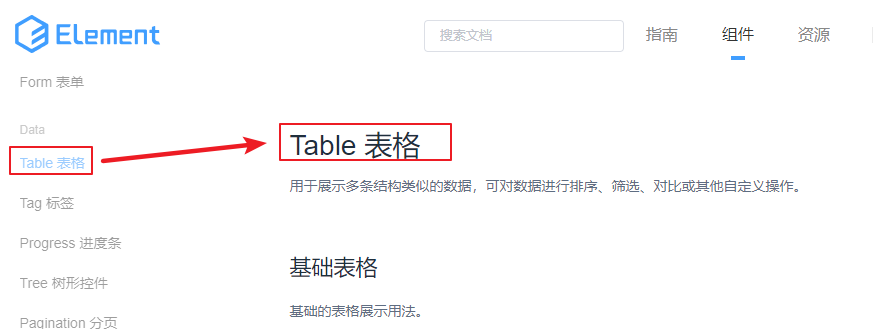 Element
搜索文档
指南
组件
资源
Form 表单
Data
Table 表格
Tag 标签
Progress 进度条
Tree 树形控件
Pagination 分页
Table 表格
用于展示多条结构类似的数据，可对数据进行排序、筛选、对比或其他自定义操作。
基础表格
基础的表格展示用法。